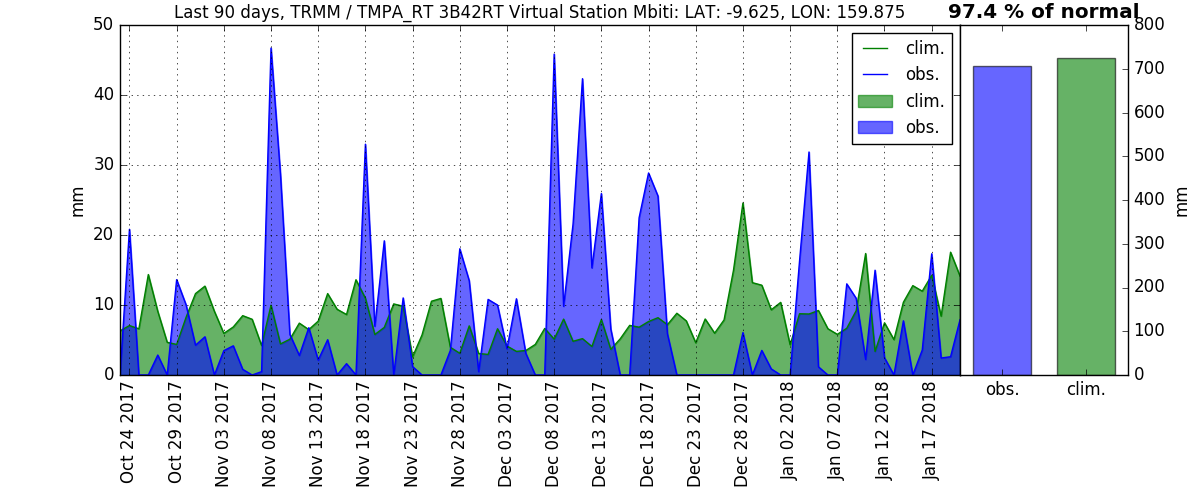 Last 90 days, TRMM / TMPA_RT 3B42RT Virtual Station Mbiti: LAT: -9.625, LON: 159.875
97.4 % of normal
50
40
30
20
10
0
mm
clim.
obs.
clim.
obs.
Oct 24 2017
Oct 29 2017
Nov 03 2017
Nov 08 2017
Nov 13 2017
Nov 18 2017
Nov 23 2017
Nov 28 2017
Dec 03 2017
Dec 08 2017
Dec 13 2017
Dec 18 2017
Dec 23 2017
Dec 28 2017
Jan 02 2018
Jan 07 2018
Jan 12 2018
Jan 17 2018
800
700
600
500
400
300
200
100
0
mm
obs.
clim.